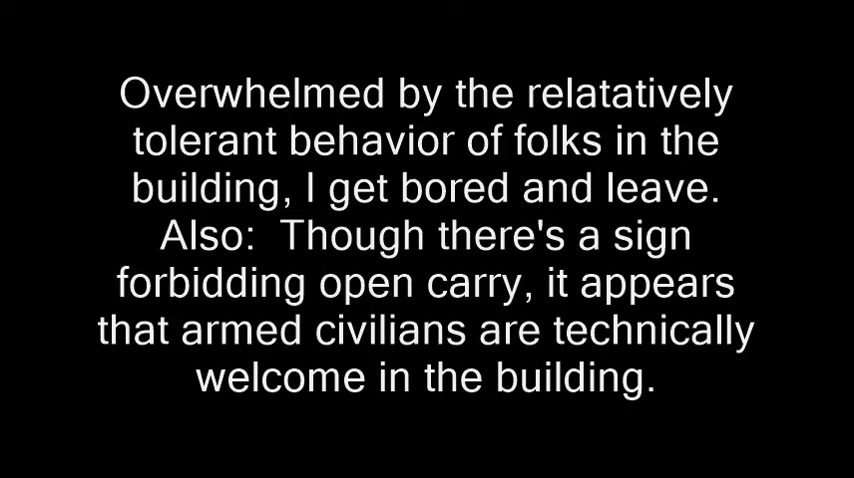 Overwhelmed by the relatatively
tolerant behavior of folks in the
building, I get bored and leave.
Also:  Though there's a sign
forbidding open carry, it appears
that armed civilians are technically
welcome in the building.